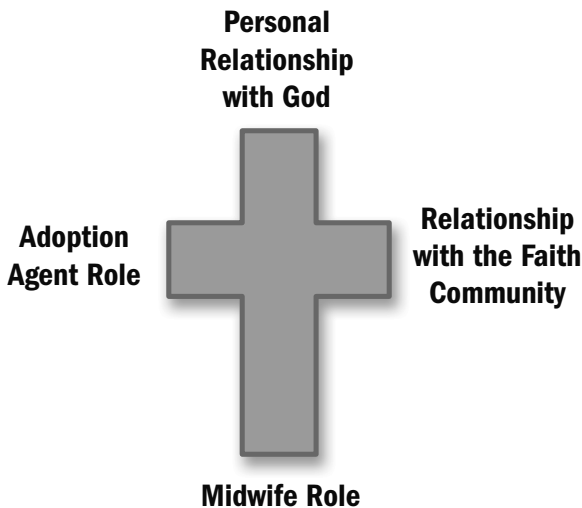 Personal
Relationship
with God
Adoption
Agent Role
Relationship
with the Faith
Community
Midwife Role